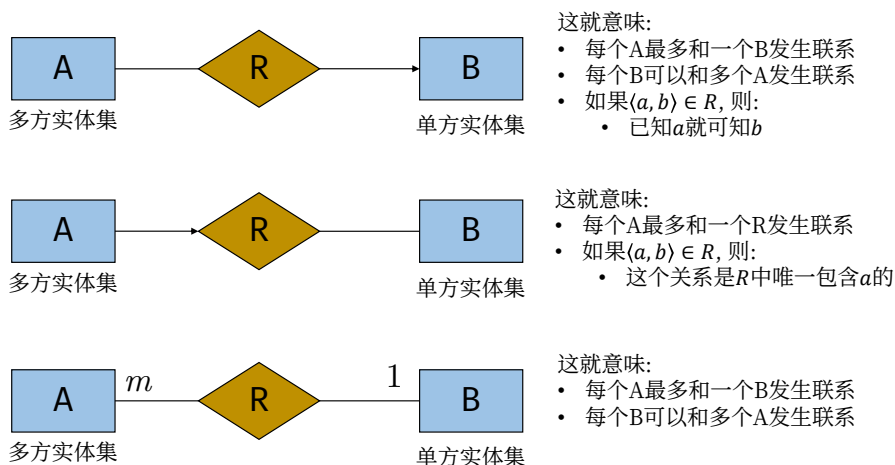 A
R
B
多方实体集
单方实体集
这就意味:
• 每个A最多和一个B发生联系
• 每个B可以和多个A发生联系
• 如果⟨a, b⟩ ∈ R, 则:
• 已知a就可知b
A
R
B
多方实体集
单方实体集
这就意味:
• 每个A最多和一个R发生联系
• 如果⟨a, b⟩ ∈ R, 则:
• 这个关系是R中唯一包含a的
A
m
R
1
B
多方实体集
单方实体集
这就意味:
• 每个A最多和一个B发生联系
• 每个B可以和多个A发生联系